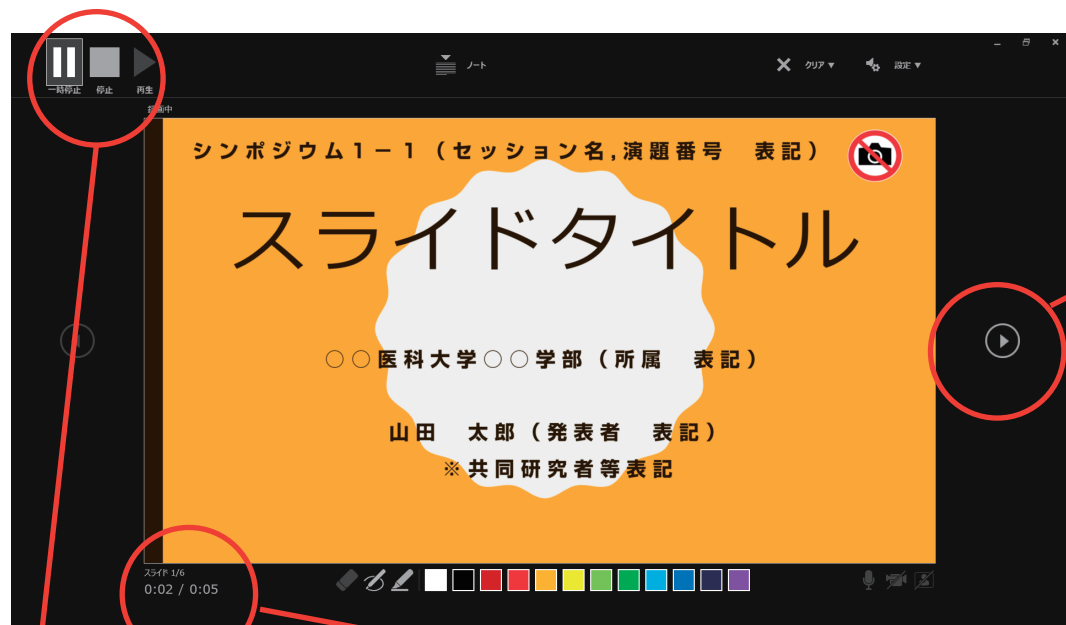 ノート
クリア
設定
一時停止 停止 再生
録画中
シンポジウム1－1（セッション名,演題番号　表記）
スライドタイトル
○○医科大学○○学部（所属　表記）
山田　太郎（発表者　表記）
※共同研究者等表記
スライド 1/6
0:02 / 0:05